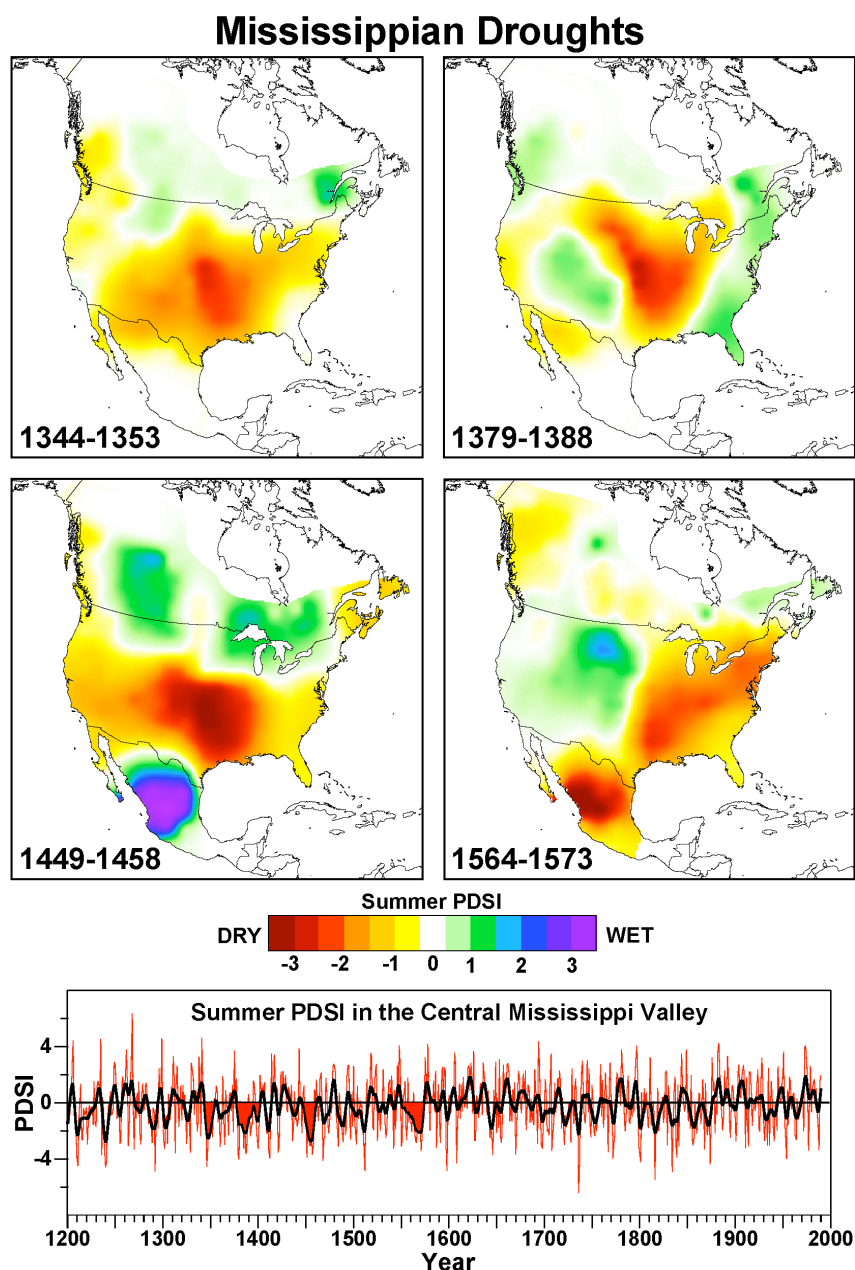 Mississippian Droughts
1344-1353
1379-1388
1449-1458
1564-1573
Summer PDSI
DRY
WET
-3 -2 -1 0 1 2 3
Summer PDSI in the Central Mississippi Valley
PDSI
4
0
-4
1200 1300 1400 1500 1600 1700 1800 1900 2000
Year